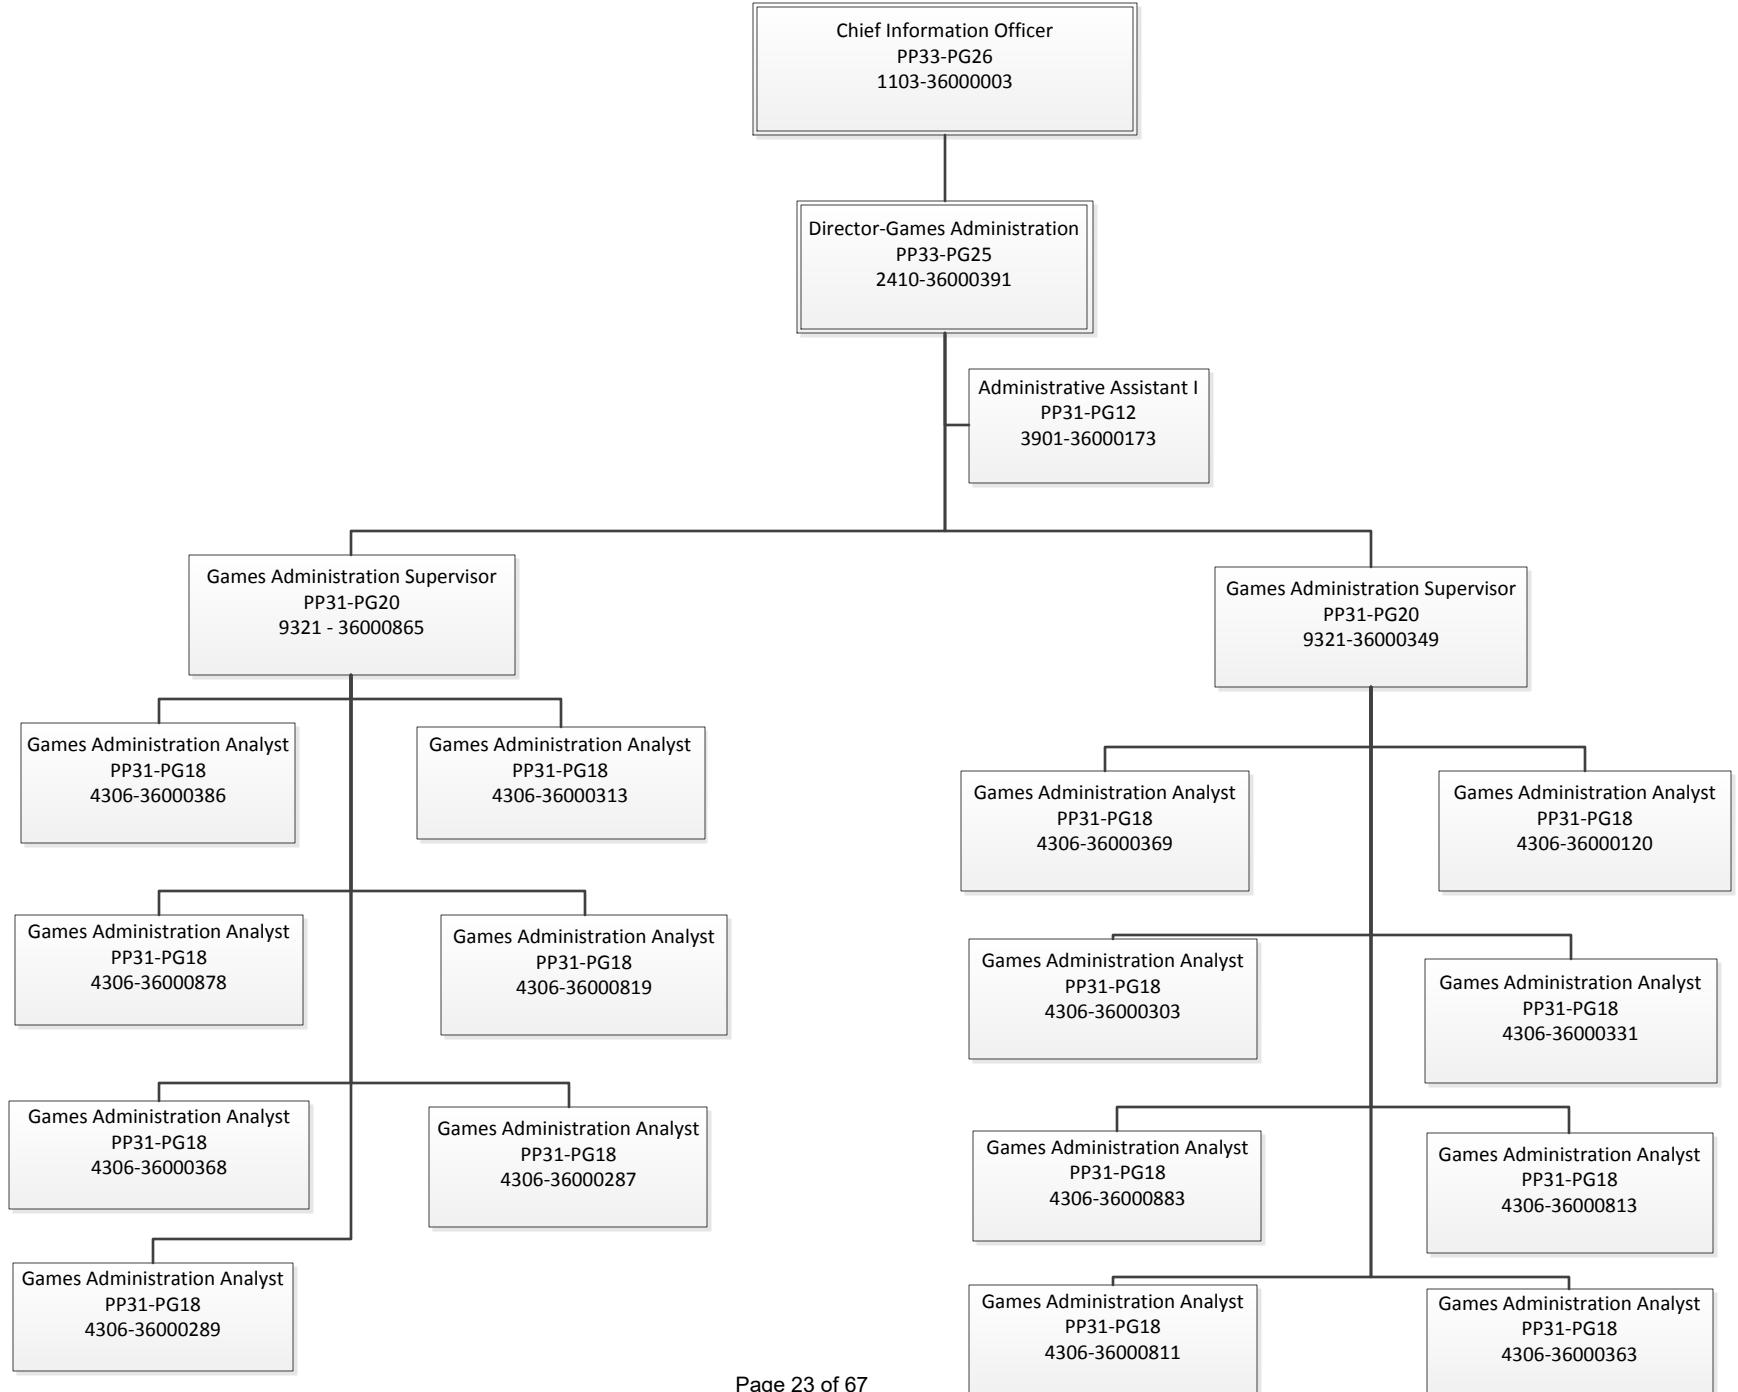 Chief Information Officer
PP33-PG26
1103-36000003
Director-Games Administration
PP33-PG25
2410-36000391
Administrative Assistant I
PP31-PG12
3901-36000173
Games Administration Supervisor
PP31-PG20
9321 - 36000865
Games Administration Supervisor
PP31-PG20
9321-36000349
Games Administration Analyst
PP31-PG18
4306-36000386
Games Administration Analyst
PP31-PG18
4306-36000313
Games Administration Analyst
PP31-PG18
4306-36000878
Games Administration Analyst
PP31-PG18
4306-36000819
Games Administration Analyst
PP31-PG18
4306-36000368
Games Administration Analyst
PP31-PG18
4306-36000287
Games Administration Analyst
PP31-PG18
4306-36000289
Games Administration Analyst
PP31-PG18
4306-36000369
Games Administration Analyst
PP31-PG18
4306-36000120
Games Administration Analyst
PP31-PG18
4306-36000303
Games Administration Analyst
PP31-PG18
4306-36000331
Games Administration Analyst
PP31-PG18
4306-36000883
Games Administration Analyst
PP31-PG18
4306-36000813
Games Administration Analyst
PP31-PG18
4306-36000811
Games Administration Analyst
PP31-PG18
4306-36000363
Page 23 of 67